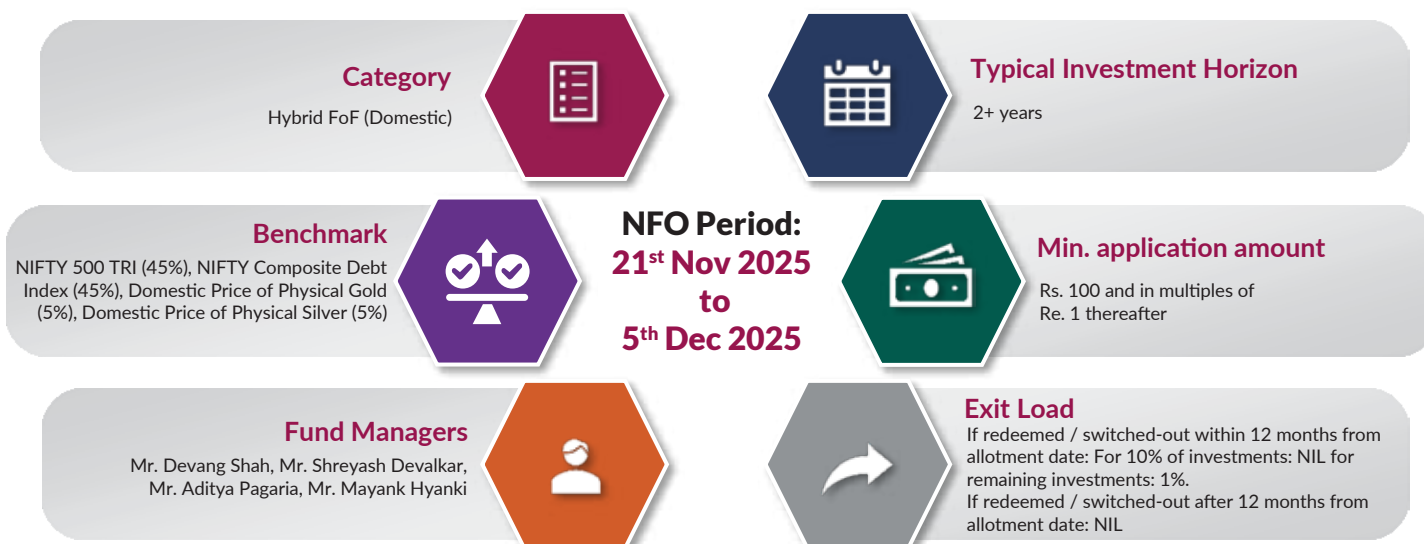 Category
Hybrid FoF (Domestic)
Typical Investment Horizon
2+ years
Benchmark
NIFTY 500 TRI (45%), NIFTY Composite Debt
Index (45%), Domestic Price of Physical Gold
(5%), Domestic Price of Physical Silver (5%)
NFO Period:
21st Nov 2025
to
5th Dec 2025
Min. application amount
Rs. 100 and in multiples of
Re. 1 thereafter
Fund Managers
Mr. Devang Shah, Mr. Shreyash Devalkar,
Mr. Aditya Pagaria, Mr. Mayank Hyanki
Exit Load
If redeemed / switched-out within 12 months from
allotment date: For 10% of investments: NIL for
remaining investments: 1%.
If redeemed / switched-out after 12 months from
allotment date: NIL